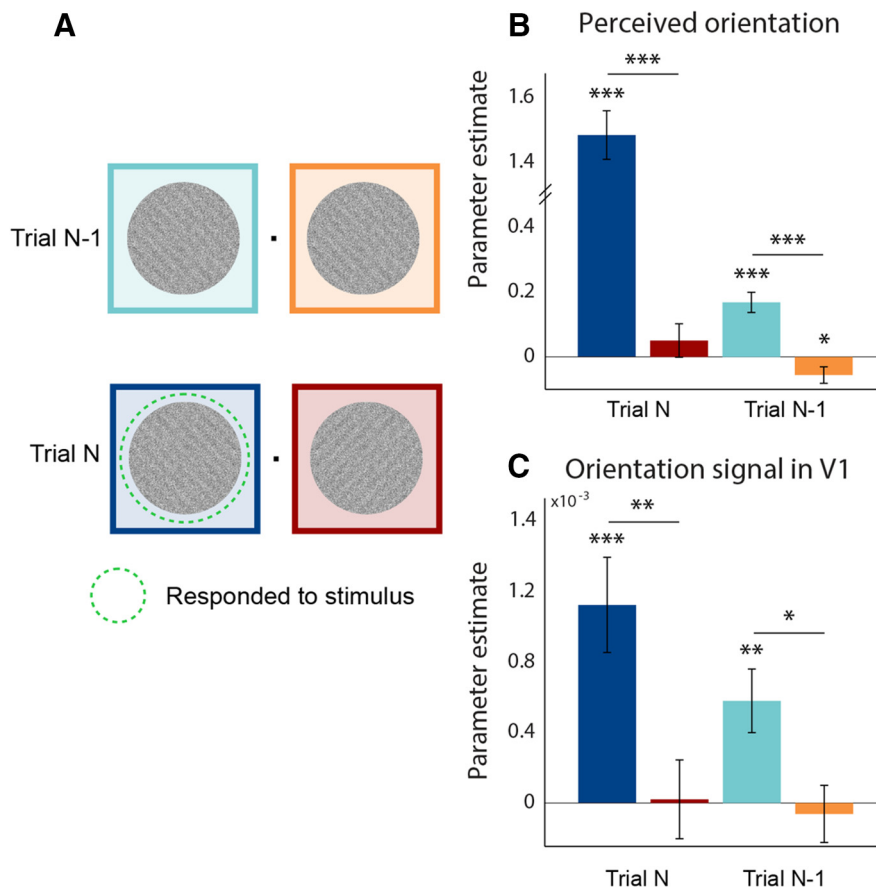 A
Trial N-1
Trial N
Responded to stimulus
B
Perceived orientation
Parameter estimate
1.6
1.4
0.4
0.2
0
***
***
***
***
*
Trial N
Trial N-1
C
Orientation signal in V1
x10-3
Parameter estimate
1.4
1.2
0.8
0.4
0
**
***
*
**
Trial N
Trial N-1